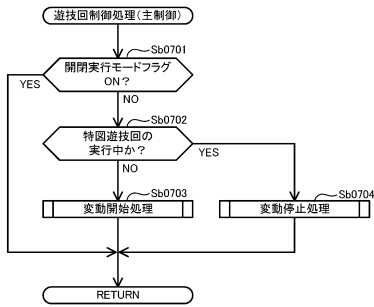 遊技回制御処理(主制御)
Sb0701
開閉実行モードフラグ
ON?
YES
NO
Sb0702
特図遊技回の
実行中か?
YES
NO
Sb0703
変動開始処理
Sb0704
変動停止処理
RETURN